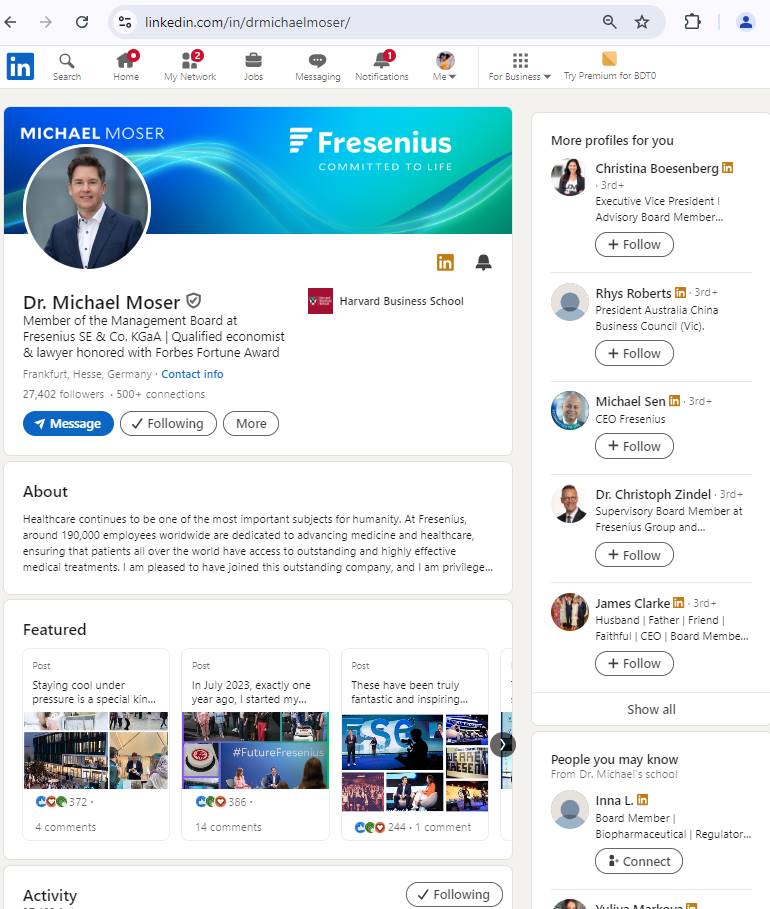 linkedin.com/in/drmichaelmoser/
in
Search
Home
2
My Network
Jobs
Messaging
1
Notifications
Me
For Business
Try Premium for BDT0
MICHAEL MOSER
Fresenius
COMMITTED TO LIFE
in
Dr. Michael Moser
Member of the Management Board at
Fresenius SE & Co. KGaA | Qualified economist
& lawyer honored with Forbes Fortune Award
Harvard Business School
Frankfurt, Hesse, Germany · Contact info
27,402 followers · 500+ connections
Message
Following
More
About
Healthcare continues to be one of the most important subjects for humanity. At Fresenius,
around 190,000 employees worldwide are dedicated to advancing medicine and healthcare,
ensuring that patients all over the world have access to outstanding and highly effective
medical treatments. I am pleased to have joined this outstanding company, and I am privilege...
Featured
Post
Staying cool under
pressure is a special kin...
372 ·
4 comments
Post
In July 2023, exactly one
year ago, I started my...
#FutureFresenius
386 ·
14 comments
Post
These have been truly
fantastic and inspiring...
244 · 1 comment
Activity
Following
More profiles for you
Christina Boesenberg in
· 3rd+
Executive Vice President I
Advisory Board Member...
+ Follow
Rhys Roberts in · 3rd+
President Australia China
Business Council (Vic).
+ Follow
Michael Sen in · 3rd+
CEO Fresenius
+ Follow
Dr. Christoph Zindel · 3rd+
Supervisory Board Member at
Fresenius Group and...
+ Follow
James Clarke in · 3rd+
Husband | Father | Friend |
Faithful | CEO | Board Membe...
+ Follow
Show all
People you may know
From Dr. Michael's school
Inna L. in
Board Member |
Biopharmaceutical | Regulator...
Connect
Yuliya Markova in